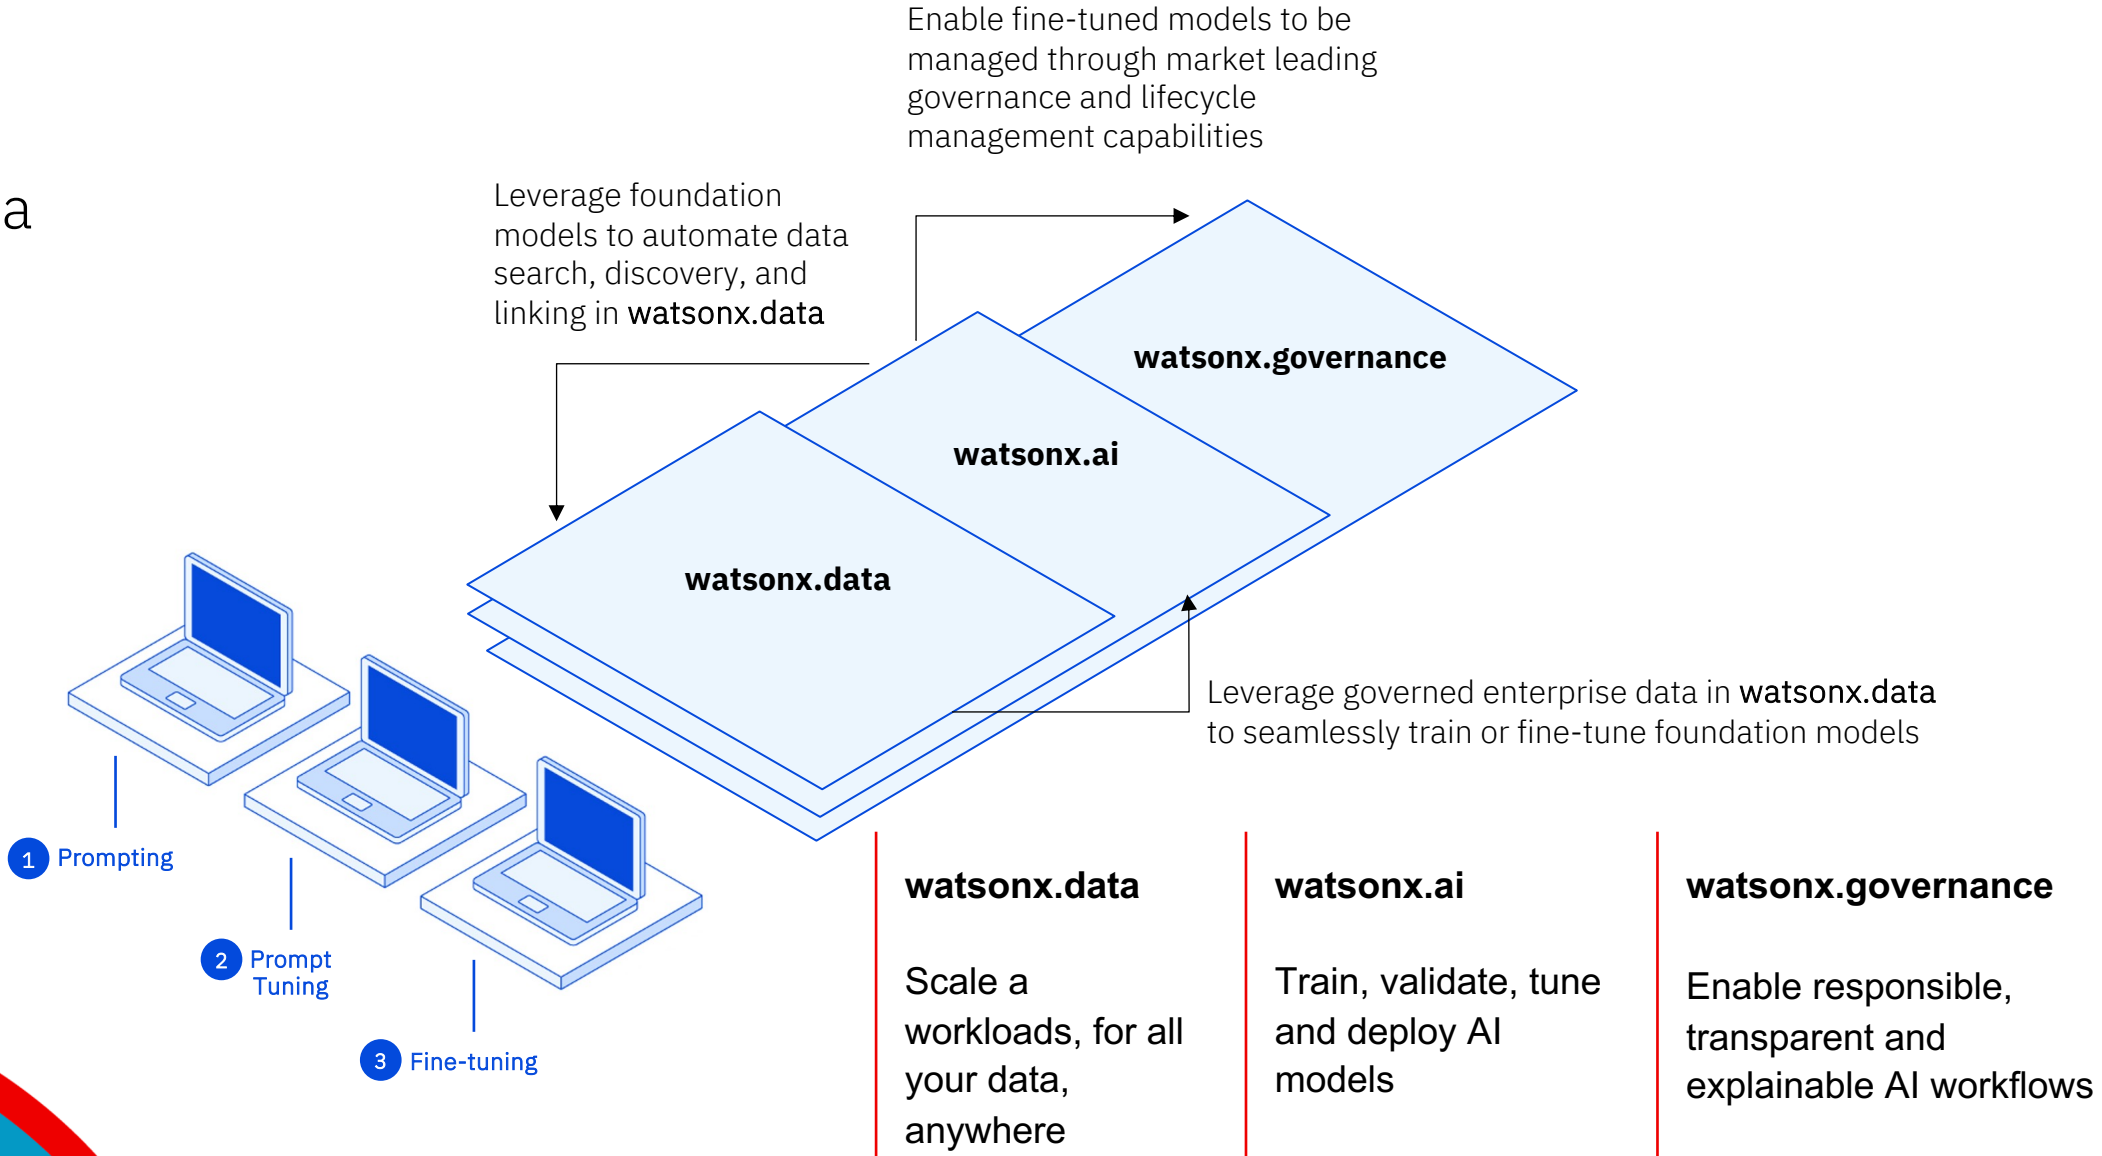 Enable fine-tuned models to be
managed through market leading
governance and lifecycle
management capabilities
a
Leverage foundation
models to automate data
search, discovery, and
linking in watsonx.data
watsonx.governance
watsonx.ai
watsonx.data
Leverage governed enterprise data in watsonx.data
to seamlessly train or fine-tune foundation models
1 Prompting
2 Prompt
Tuning
3 Fine-tuning
watsonx.data
Scale a
workloads, for all
your data,
anywhere
watsonx.ai
Train, validate, tune
and deploy AI
models
watsonx.governance
Enable responsible,
transparent and
explainable AI workflows